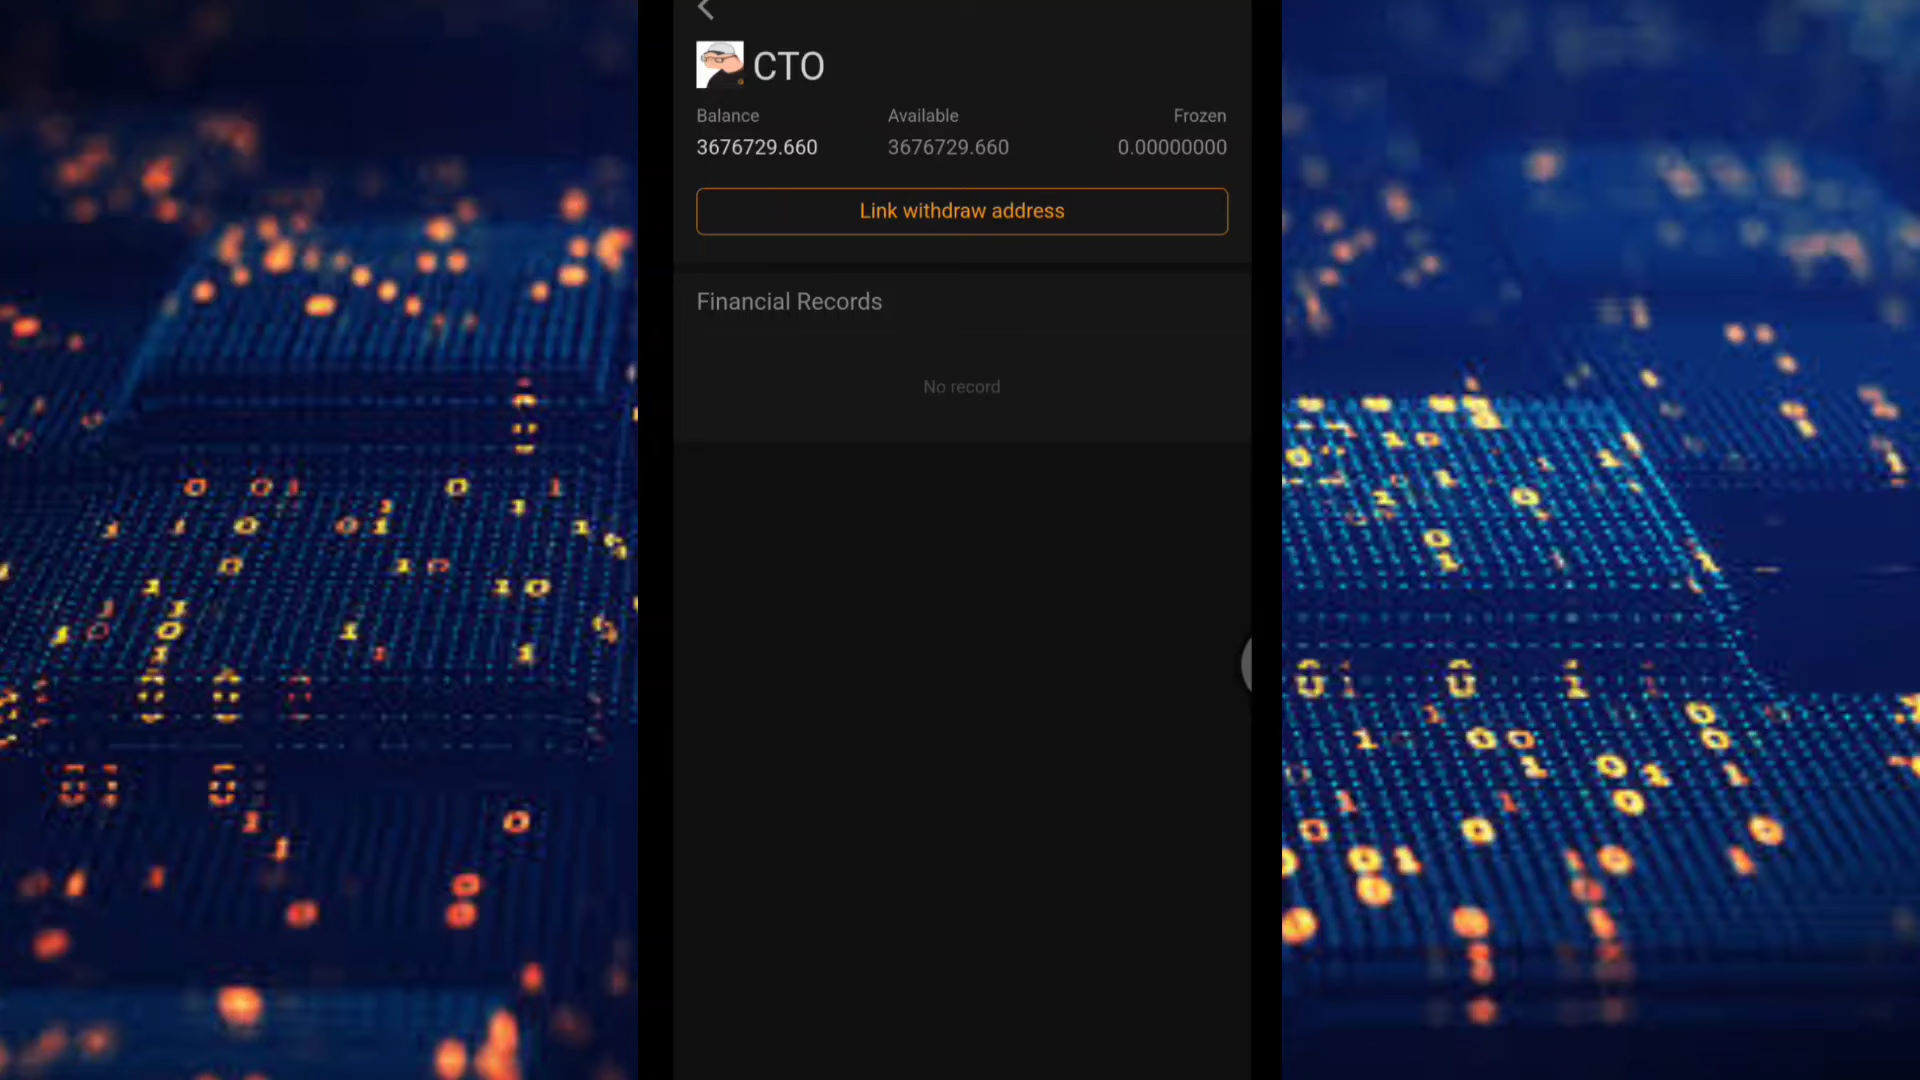 CTO
Balance Available Frozen
3676729.660 3676729.660 0.00000000
Link withdraw address
Financial Records
No record